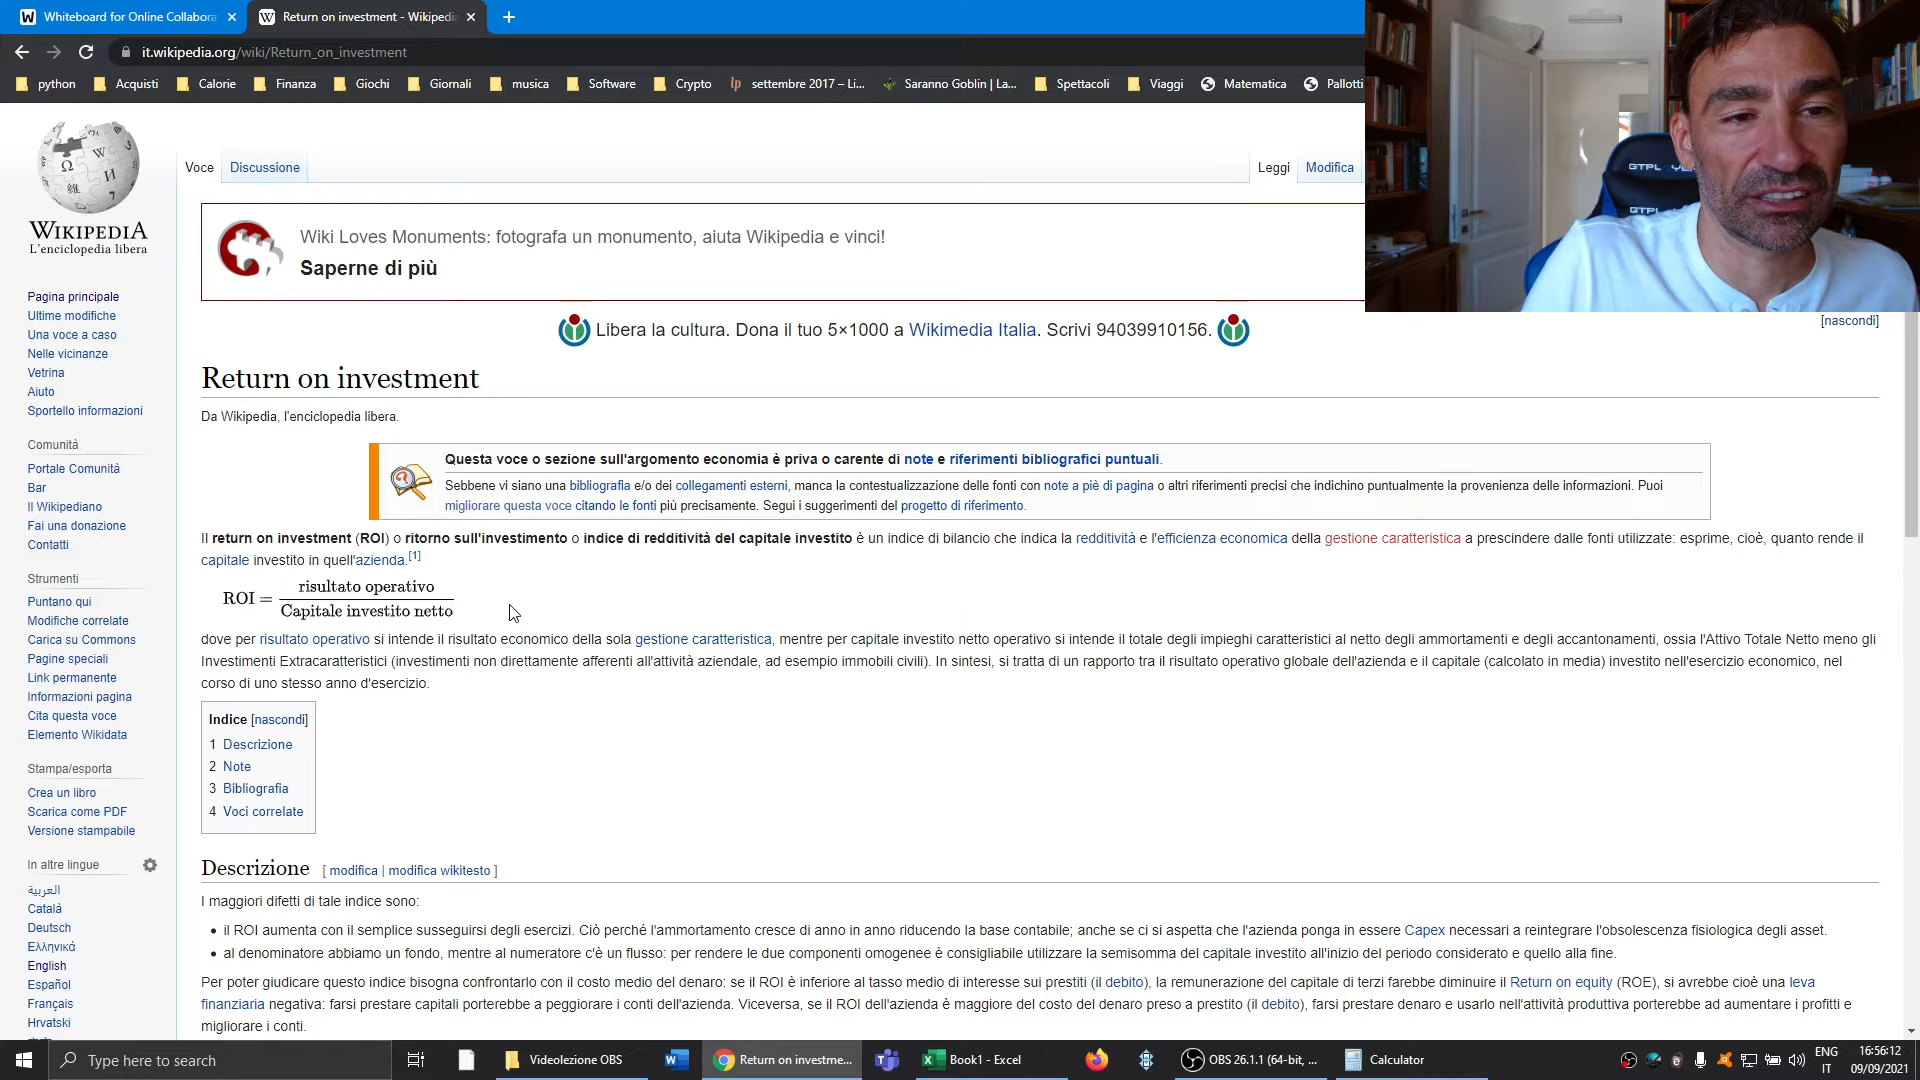 Whiteboard for Online Collabora
Return on investment - Wikipedia
it.wikipedia.org/wiki/Return_on_investment
python
Acquisti
Calorie
Finanza
Giochi
Giornali
musica
Software
Crypto
settembre 2017 – Li...
Saranno Goblin | La...
Spettacoli
Viaggi
Matematica
Pallotti
GTPLAYER
GTPL
WIKIPEDIA
L'enciclopedia libera
Voce
Discussione
Leggi
Modifica
Wiki Loves Monuments: fotografa un monumento, aiuta Wikipedia e vinci!
Saperne di più
[nascondi]
Libera la cultura. Dona il tuo 5×1000 a Wikimedia Italia. Scrivi 94039910156.
Pagina principale
Ultime modifiche
Una voce a caso
Nelle vicinanze
Vetrina
Aiuto
Sportello informazioni
Comunità
Portale Comunità
Bar
Il Wikipediano
Fai una donazione
Contatti
Strumenti
Puntano qui
Modifiche correlate
Carica su Commons
Pagine speciali
Link permanente
Informazioni pagina
Cita questa voce
Elemento Wikidata
Stampa/esporta
Crea un libro
Scarica come PDF
Versione stampabile
In altre lingue
العربية
Català
Deutsch
Ελληνικά
English
Español
Français
Hrvatski
Return on investment
Da Wikipedia, l'enciclopedia libera.
Questa voce o sezione sull'argomento economia è priva o carente di note e riferimenti bibliografici puntuali.
Sebbene vi siano una bibliografia e/o dei collegamenti esterni, manca la contestualizzazione delle fonti con note a piè di pagina o altri riferimenti precisi che indichino puntualmente la provenienza delle informazioni. Puoi
migliorare questa voce citando le fonti più precisamente. Segui i suggerimenti del progetto di riferimento.
Il return on investment (ROI) o ritorno sull'investimento o indice di redditività del capitale investito è un indice di bilancio che indica la redditività e l'efficienza economica della gestione caratteristica a prescindere dalle fonti utilizzate: esprime, cioè, quanto rende il
capitale investito in quell'azienda.[1]
ROI = risultato operativo
Capitale investito netto
dove per risultato operativo si intende il risultato economico della sola gestione caratteristica, mentre per capitale investito netto operativo si intende il totale degli impieghi caratteristici al netto degli ammortamenti e degli accantonamenti, ossia l'Attivo Totale Netto meno gli
Investimenti Extracaratteristici (investimenti non direttamente afferenti all'attività aziendale, ad esempio immobili civili). In sintesi, si tratta di un rapporto tra il risultato operativo globale dell'azienda e il capitale (calcolato in media) investito nell'esercizio economico, nel
corso di uno stesso anno d'esercizio.
Indice [nascondi]
1 Descrizione
2 Note
3 Bibliografia
4 Voci correlate
Descrizione [ modifica | modifica wikitesto ]
I maggiori difetti di tale indice sono:
• il ROI aumenta con il semplice susseguirsi degli esercizi. Ciò perché l'ammortamento cresce di anno in anno riducendo la base contabile; anche se ci si aspetta che l'azienda ponga in essere Capex necessari a reintegrare l'obsolescenza fisiologica degli asset.
• al denominatore abbiamo un fondo, mentre al numeratore c'è un flusso: per rendere le due componenti omogenee è consigliabile utilizzare la semisomma del capitale investito all'inizio del periodo considerato e quello alla fine.
Per poter giudicare questo indice bisogna confrontarlo con il costo medio del denaro: se il ROI è inferiore al tasso medio di interesse sui prestiti (il debito), la remunerazione del capitale di terzi farebbe diminuire il Return on equity (ROE), si avrebbe cioè una leva
finanziaria negativa: farsi prestare capitali porterebbe a peggiorare i conti dell'azienda. Viceversa, se il ROI dell'azienda è maggiore del costo del denaro preso a prestito (il debito), farsi prestare denaro e usarlo nell'attività produttiva porterebbe ad aumentare i profitti e
migliorare i conti.
Type here to search
Videolezione OBS
Return on investme...
Book1 - Excel
OBS 26.1.1 (64-bit, ...
Calculator
ENG
IT
16:56:12
09/09/2021